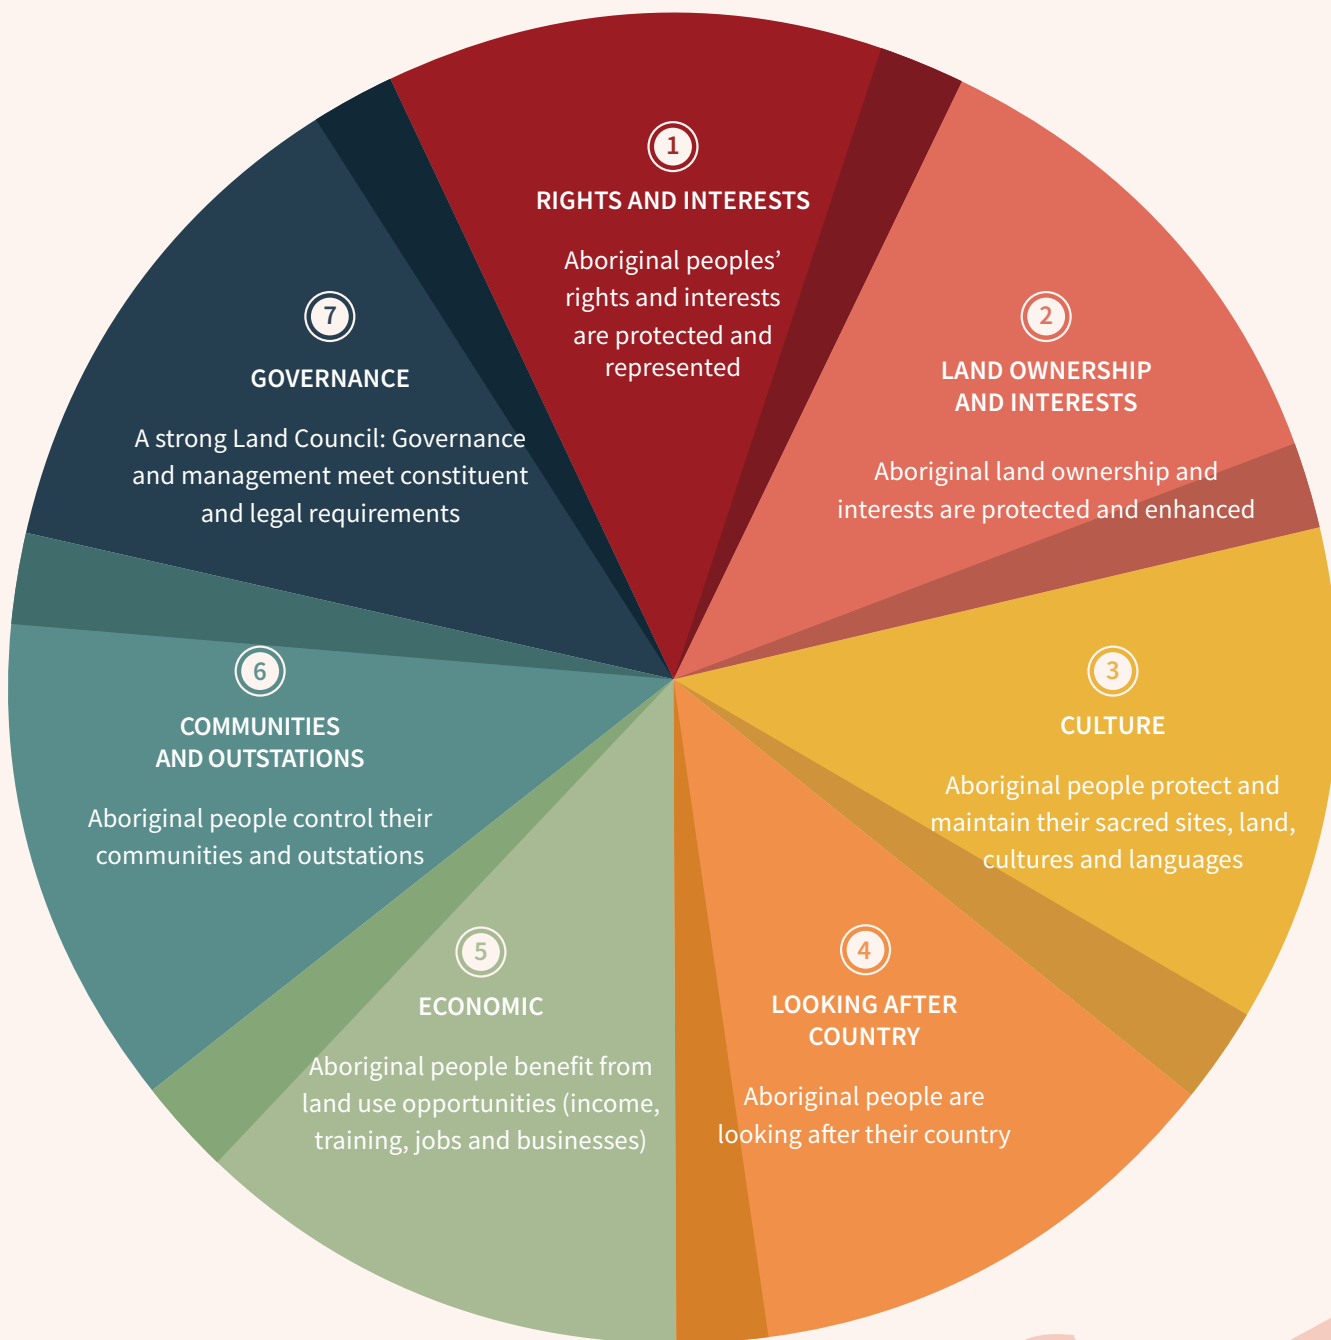 1
RIGHTS AND INTERESTS
Aboriginal peoples’
rights and interests
are protected and
represented
2
LAND OWNERSHIP
AND INTERESTS
Aboriginal land ownership and
interests are protected and enhanced
3
CULTURE
Aboriginal people protect and
maintain their sacred sites, land,
cultures and languages
4
LOOKING AFTER
COUNTRY
Aboriginal people are
looking after their country
5
ECONOMIC
Aboriginal people benefit from
land use opportunities (income,
training, jobs and businesses)
6
COMMUNITIES
AND OUTSTATIONS
Aboriginal people control their
communities and outstations
7
GOVERNANCE
A strong Land Council: Governance
and management meet constituent
and legal requirements